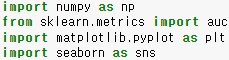 import numpy as np
from sklearn.metrics import auc
import matplotlib.pyplot as plt
import seaborn as sns